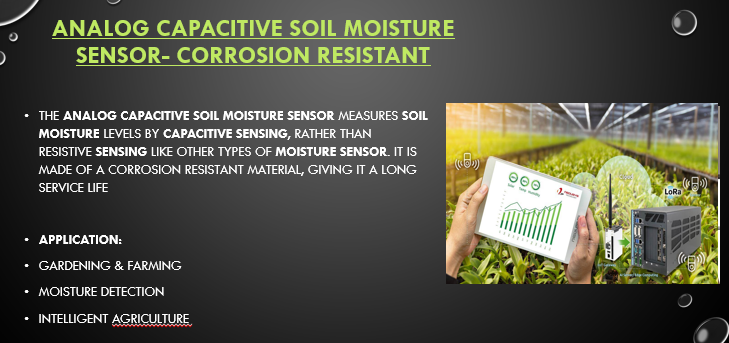 ANALOG CAPACITIVE SOIL MOISTURE
SENSOR- CORROSION RESISTANT
• THE ANALOG CAPACITIVE SOIL MOISTURE SENSOR MEASURES SOIL
MOISTURE LEVELS BY CAPACITIVE SENSING, RATHER THAN
RESISTIVE SENSING LIKE OTHER TYPES OF MOISTURE SENSOR. IT IS
MADE OF A CORROSION RESISTANT MATERIAL, GIVING IT A LONG
SERVICE LIFE
• APPLICATION:
• GARDENING & FARMING
• MOISTURE DETECTION
• INTELLIGENT AGRICULTURE
LoRa